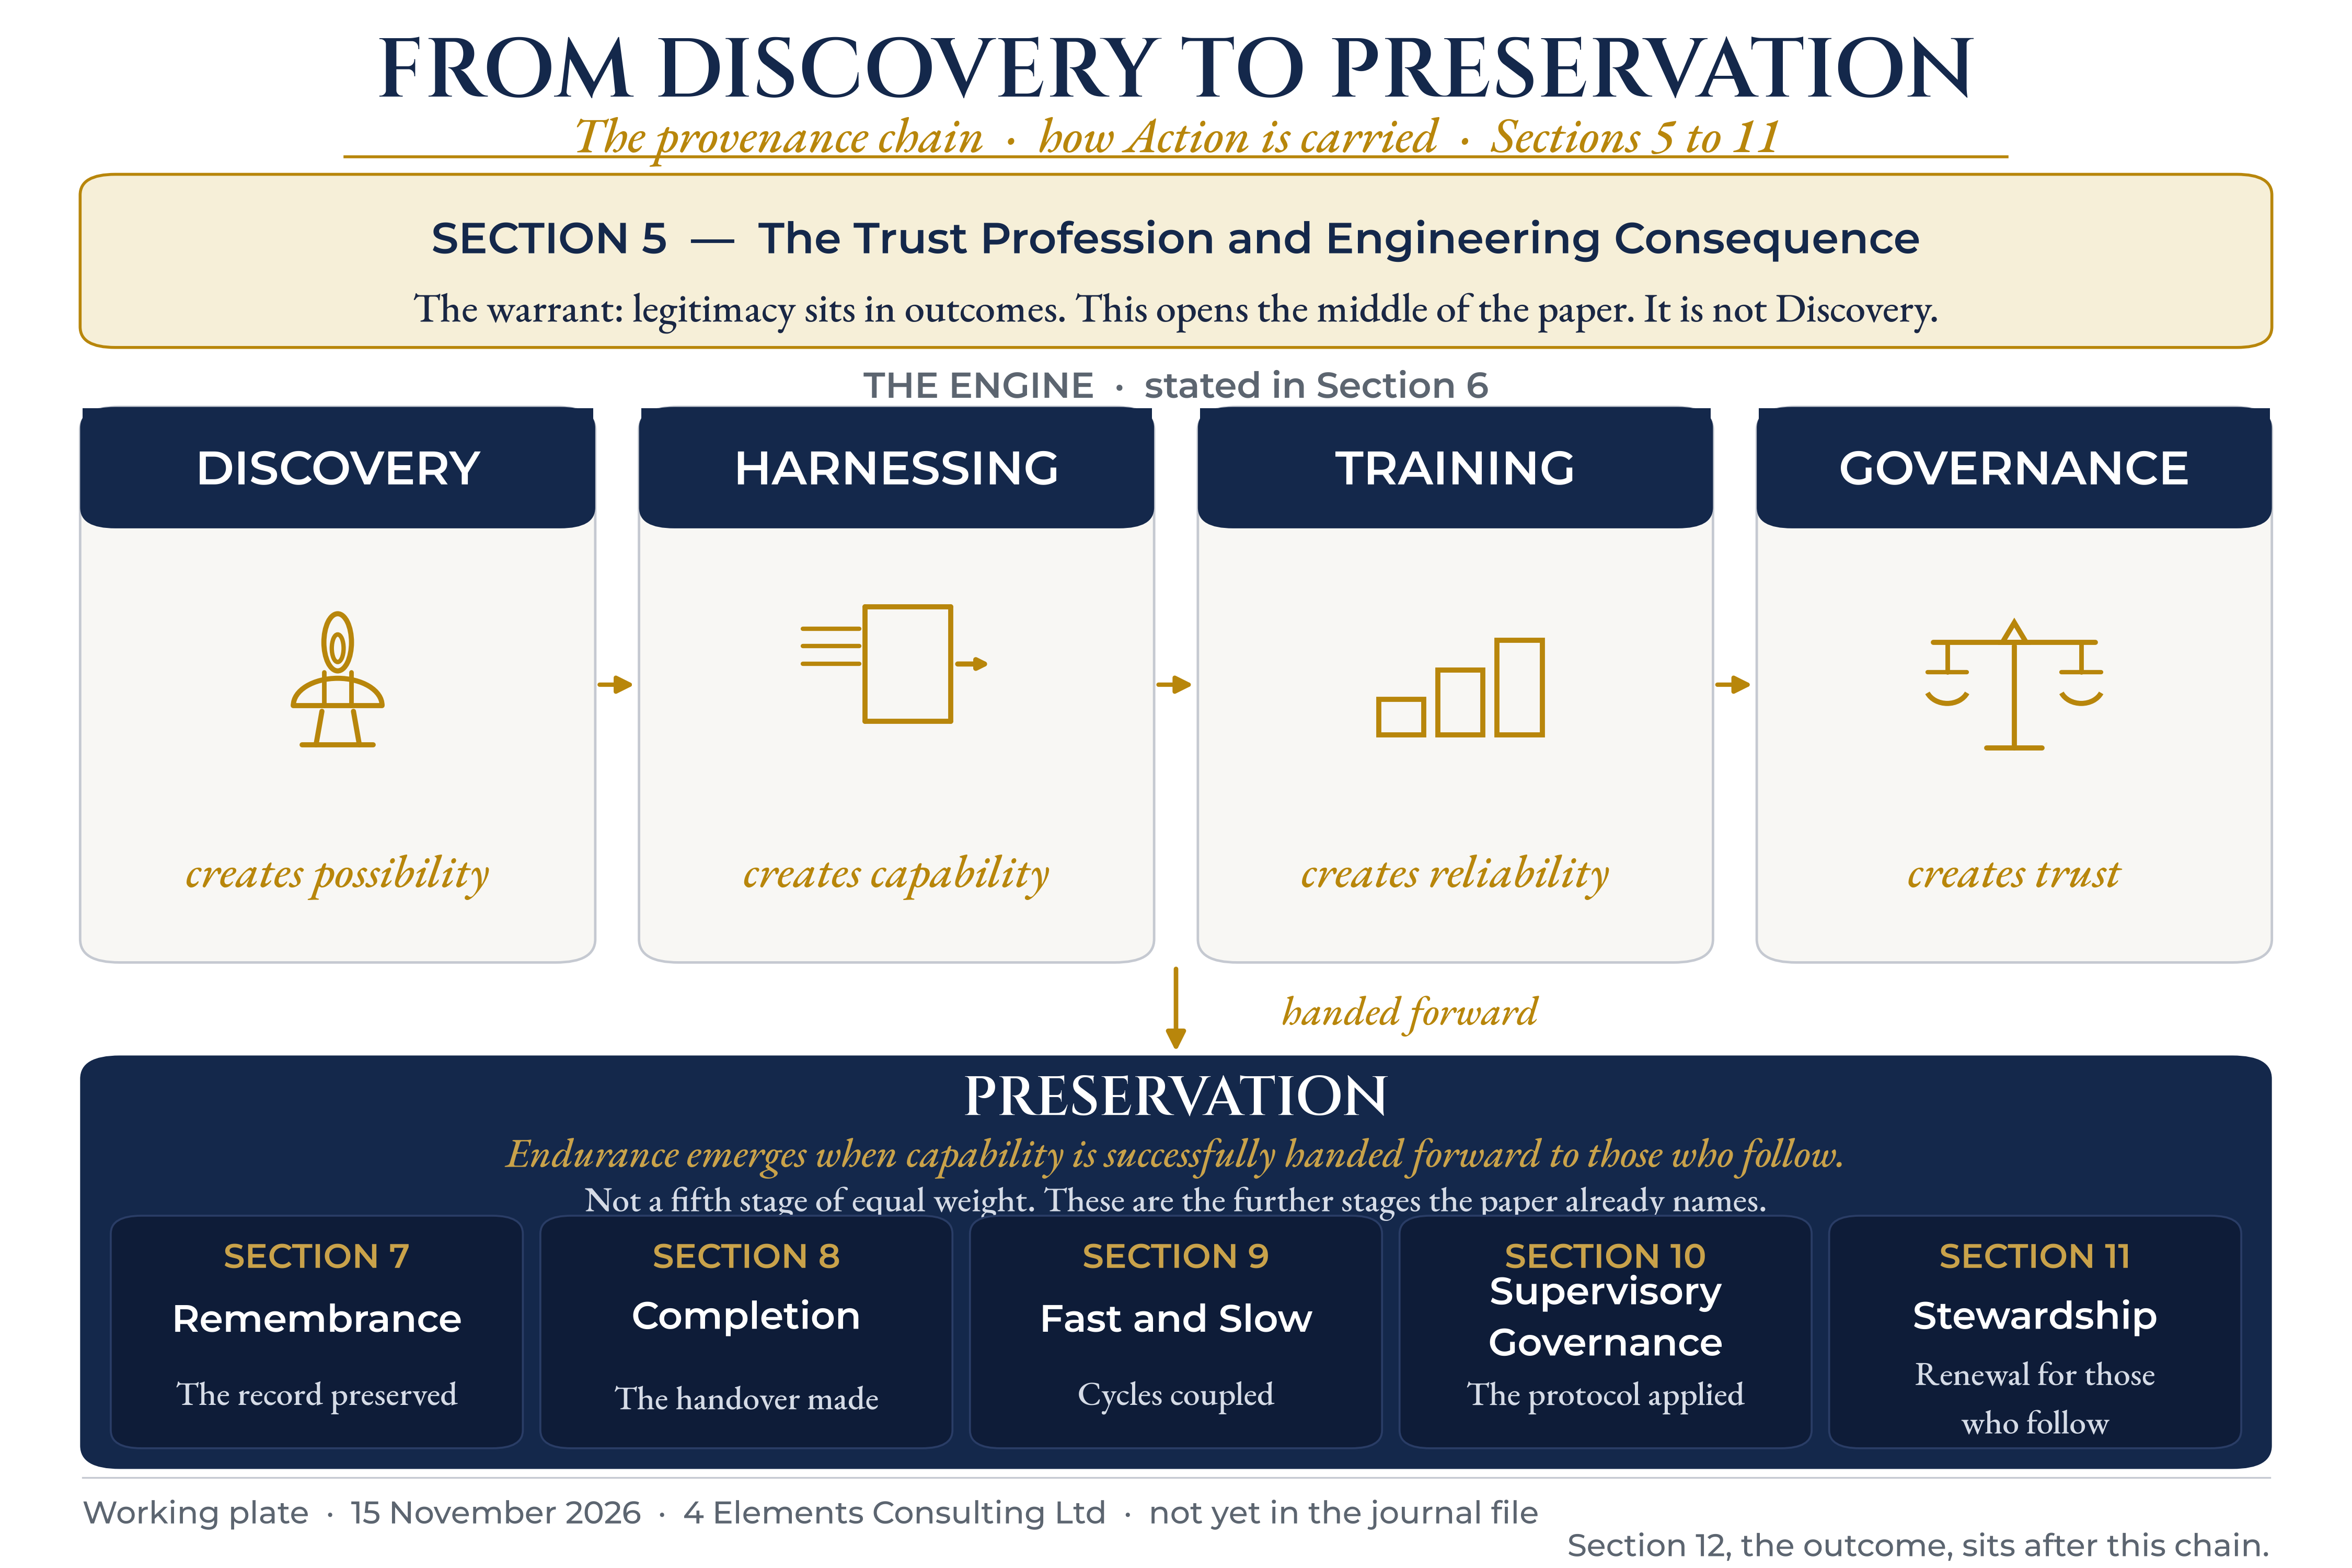 FROM DISCOVERY TO PRESERVATION
The provenance chain · how Action is carried · Sections 5 to 11
SECTION 5 — The Trust Profession and Engineering Consequence
The warrant: legitimacy sits in outcomes. This opens the middle of the paper. It is not Discovery.
THE ENGINE · stated in Section 6
DISCOVERY
creates possibility
HARNESSING
creates capability
TRAINING
creates reliability
GOVERNANCE
creates trust
handed forward
PRESERVATION
Endurance emerges when capability is successfully handed forward to those who follow.
Not a fifth stage of equal weight. These are the further stages the paper already names.
SECTION 7
Remembrance
The record preserved
SECTION 8
Completion
The handover made
SECTION 9
Fast and Slow
Cycles coupled
SECTION 10
Supervisory
Governance
The protocol applied
SECTION 11
Stewardship
Renewal for those
who follow
Working plate · 15 November 2026 · 4 Elements Consulting Ltd · not yet in the journal file
Section 12, the outcome, sits after this chain.